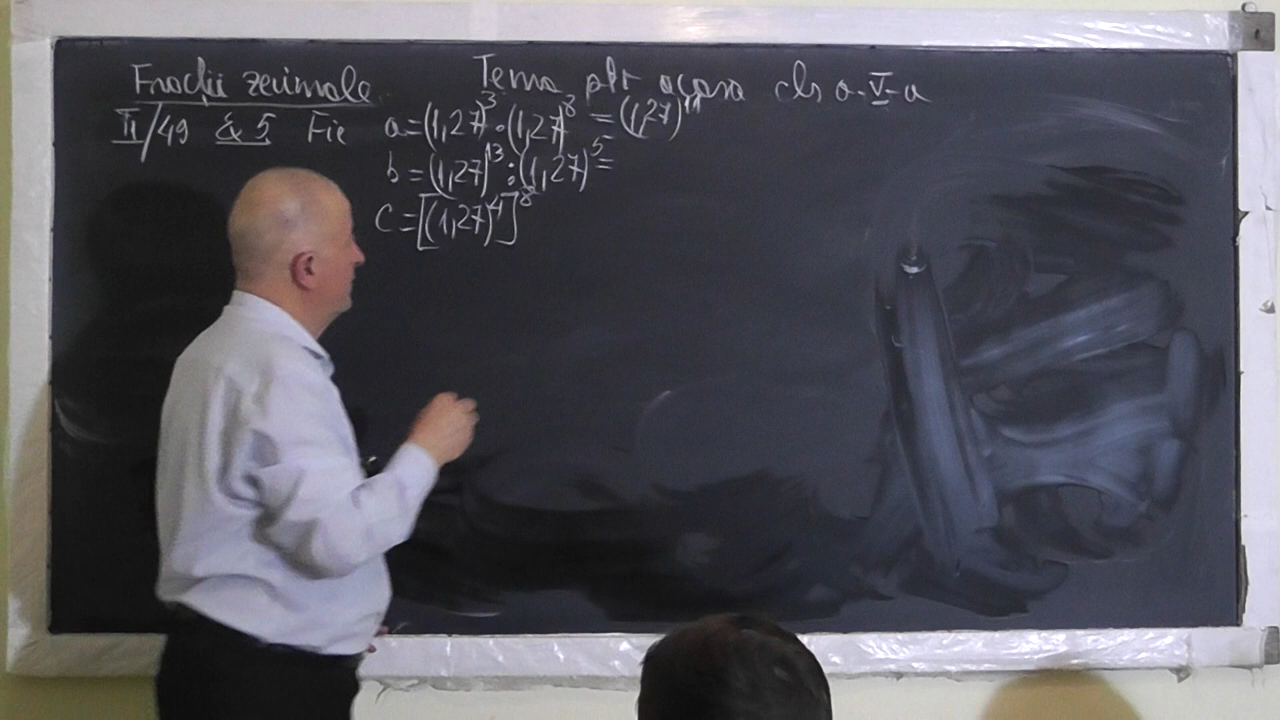 Fracții zecimale Tema ptr acasa cls a-V-a
II/49 & 5 Fie a=(1,27)³·(1,27)⁸=(1,27)¹¹
b=(1,27)¹³:(1,27)⁵=
c=[(1,27)⁴]⁸